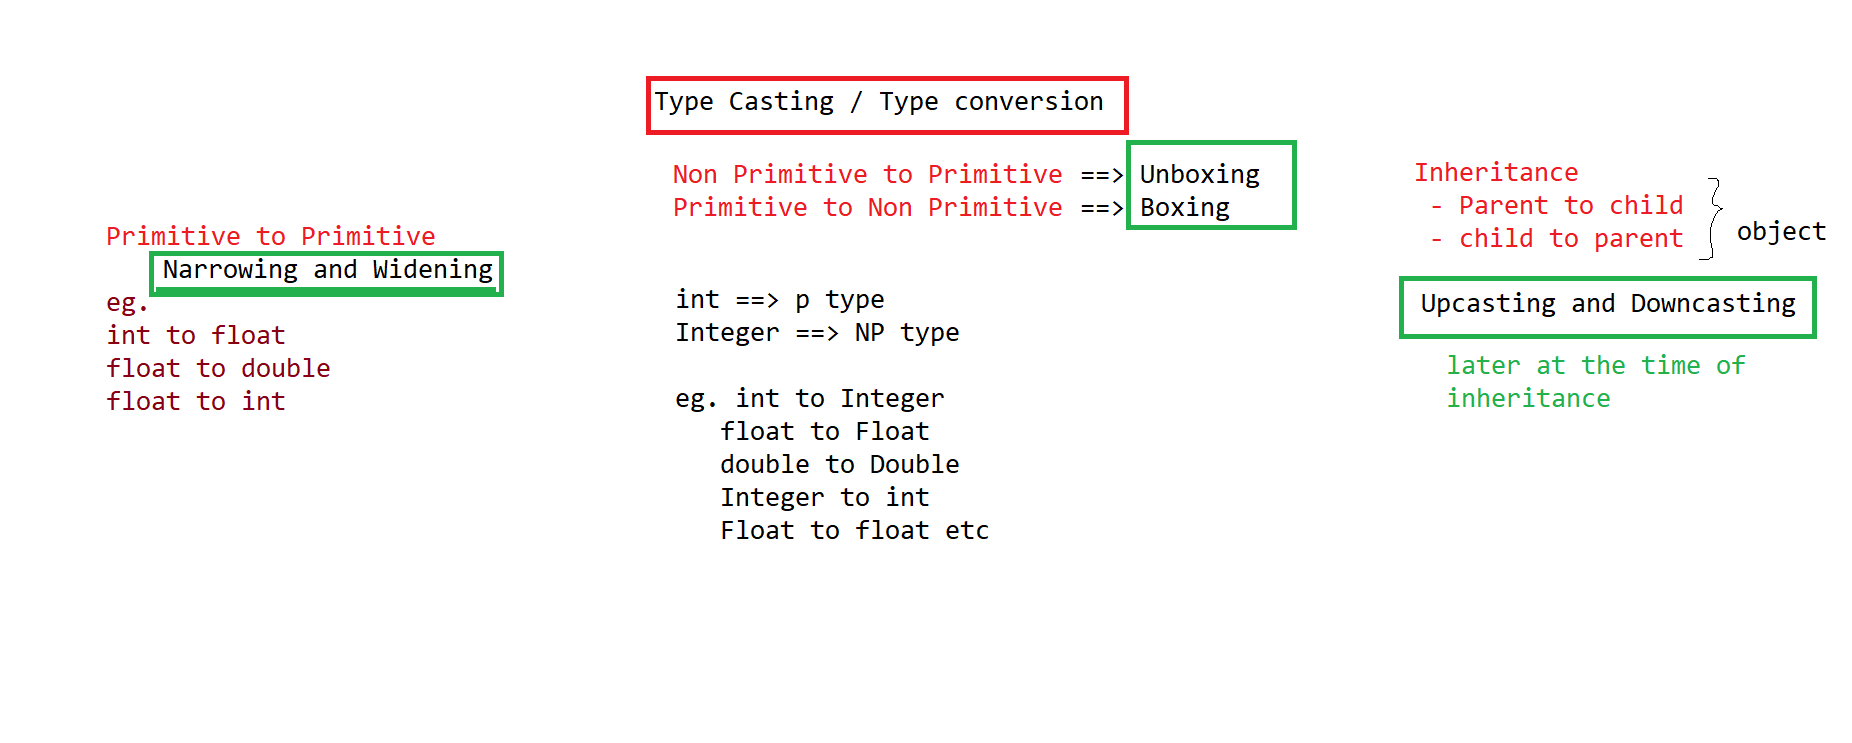 Type Casting / Type conversion
Primitive to Primitive
Narrowing and Widening
eg.
int to float
float to double
float to int
Non Primitive to Primitive ==> Unboxing
Primitive to Non Primitive ==> Boxing
int ==> p type
Integer ==> NP type
eg. int to Integer
float to Float
double to Double
Integer to int
Float to float etc
Inheritance
- Parent to child
- child to parent
object
Upcasting and Downcasting
later at the time of
inheritance